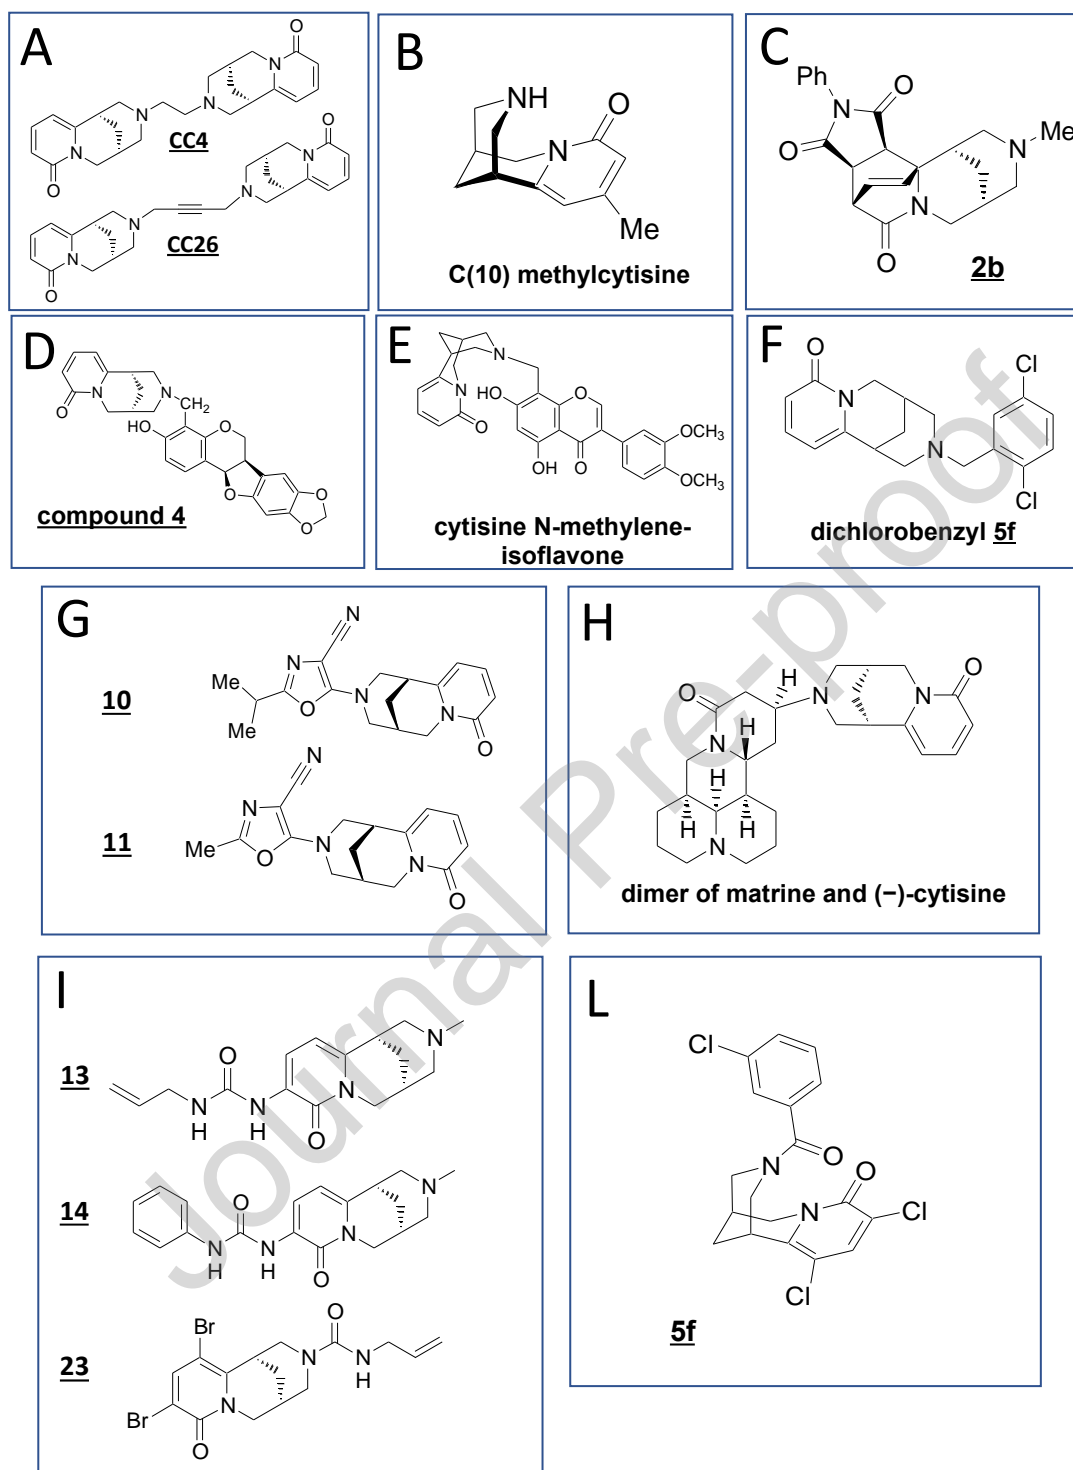 A
O
N
N
N
N
CC4
O
O
N
N
N
N
CC26
O
B
NH
O
N
Me
C(10) methylcytisine
C
Ph
O
N
O
N
Me
N
O
2b
D
O
N
N
CH2
HO
O
O
O
O
compound 4
E
N
N
O
HO
O
OH
O
OCH3
OCH3
cytisine N-methylene-
isoflavone
F
O
N
Cl
N
Cl
dichlorobenzyl 5f
G
10
N
N
Me
O
N
Me
N
O
11
N
N
Me
O
N
N
O
H
O
H
N
O
N
H
N
H
H
H
N
dimer of matrine and (−)-cytisine
I
13
O
N
H
N
H
O
N
N
14
O
N
H
N
H
O
N
N
23
Br
O
N
N
H
Br
N
O
L
Cl
N
O
O
N
Cl
Cl
5f
Journal Pre-proof